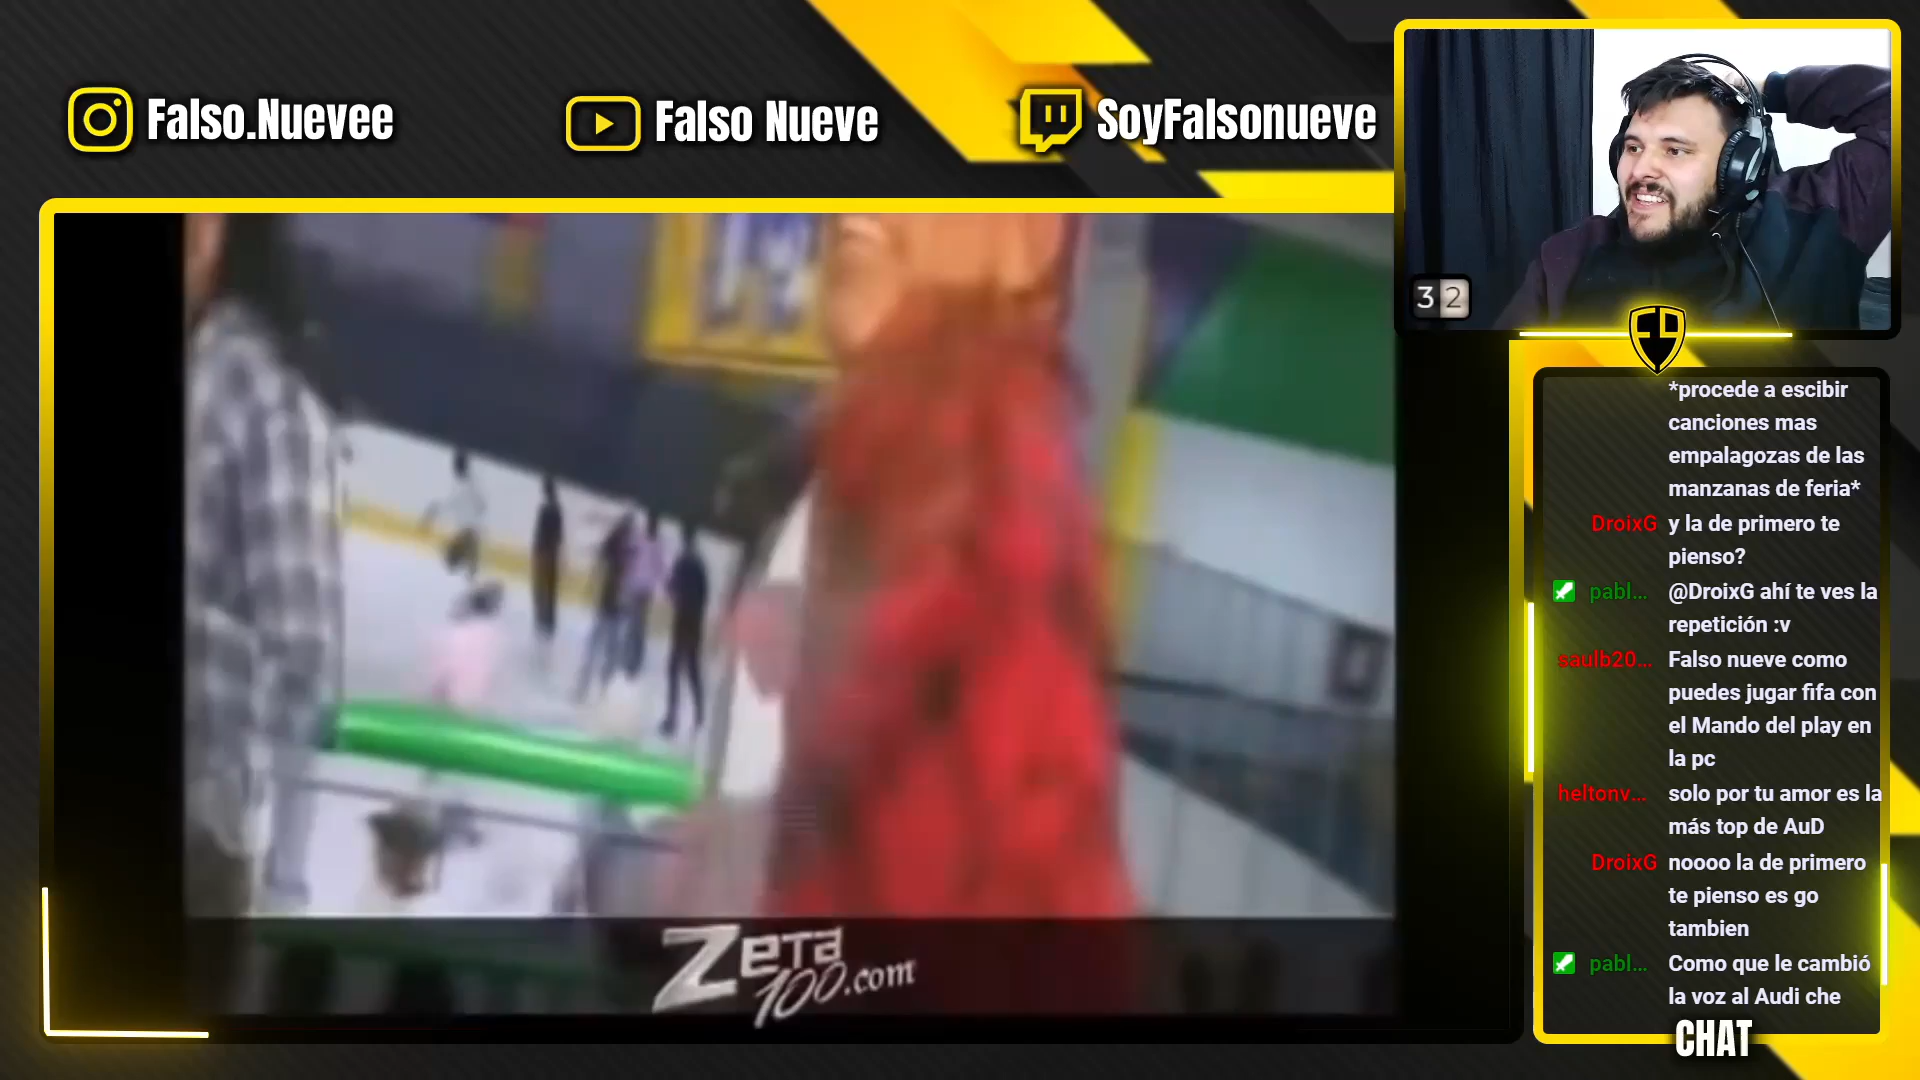 Falso.Nuevee
Falso Nueve
SoyFalsonueve
32
*procede a escibir
canciones mas
empalagozas de las
manzanas de feria*
DroixG y la de primero te
pienso?
pabl... @DroixG ahí te ves la
repetición :v
saulb20... Falso nueve como
puedes jugar fifa con
el Mando del play en
la pc
heltonv... solo por tu amor es la
más top de AuD
DroixG noooo la de primero
te pienso es go
tambien
pabl... Como que le cambió
la voz al Audi che
CHAT
Zeta
100.com